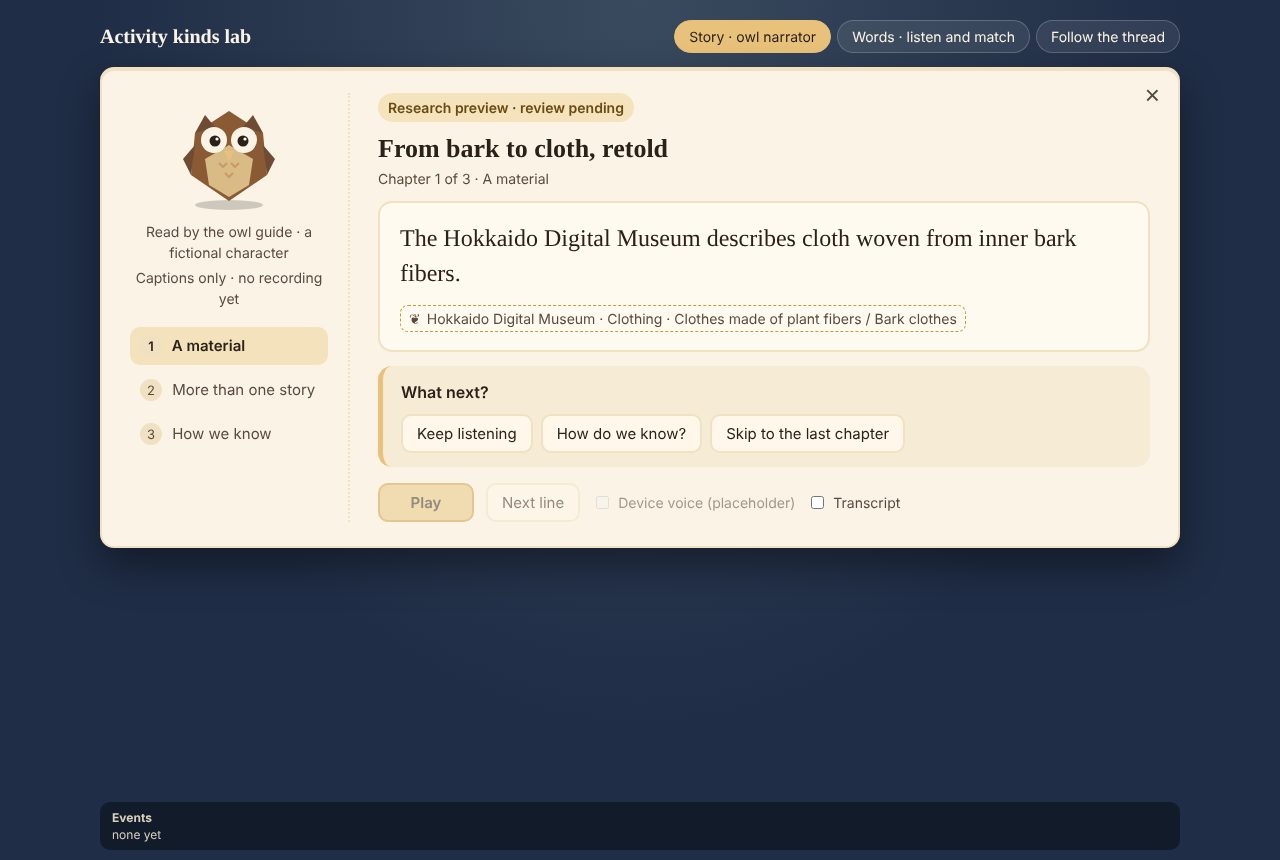 Activity kinds lab
Story · owl narrator
Words · listen and match
Follow the thread
✕
Read by the owl guide · a
fictional character
Captions only · no recording
yet
1 A material
2 More than one story
3 How we know
Research preview · review pending
From bark to cloth, retold
Chapter 1 of 3 · A material
The Hokkaido Digital Museum describes cloth woven from inner bark
fibers.
❦ Hokkaido Digital Museum · Clothing · Clothes made of plant fibers / Bark clothes
What next?
Keep listening
How do we know?
Skip to the last chapter
Play
Next line
Device voice (placeholder)
Transcript
Events
none yet